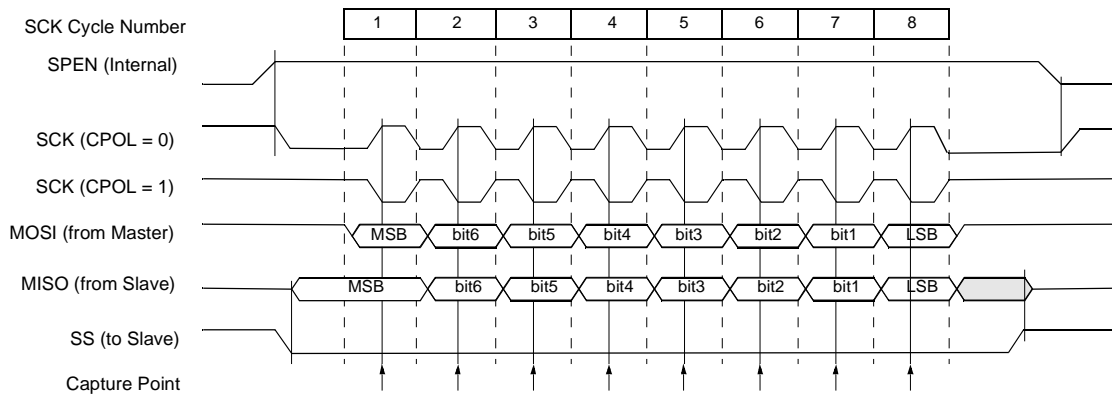 SCK Cycle Number 1 2 3 4 5 6 7 8
SPEN (Internal)
SCK (CPOL = 0)
SCK (CPOL = 1)
MOSI (from Master) MSB bit6 bit5 bit4 bit3 bit2 bit1 LSB
MISO (from Slave) MSB bit6 bit5 bit4 bit3 bit2 bit1 LSB
SS (to Slave)
Capture Point